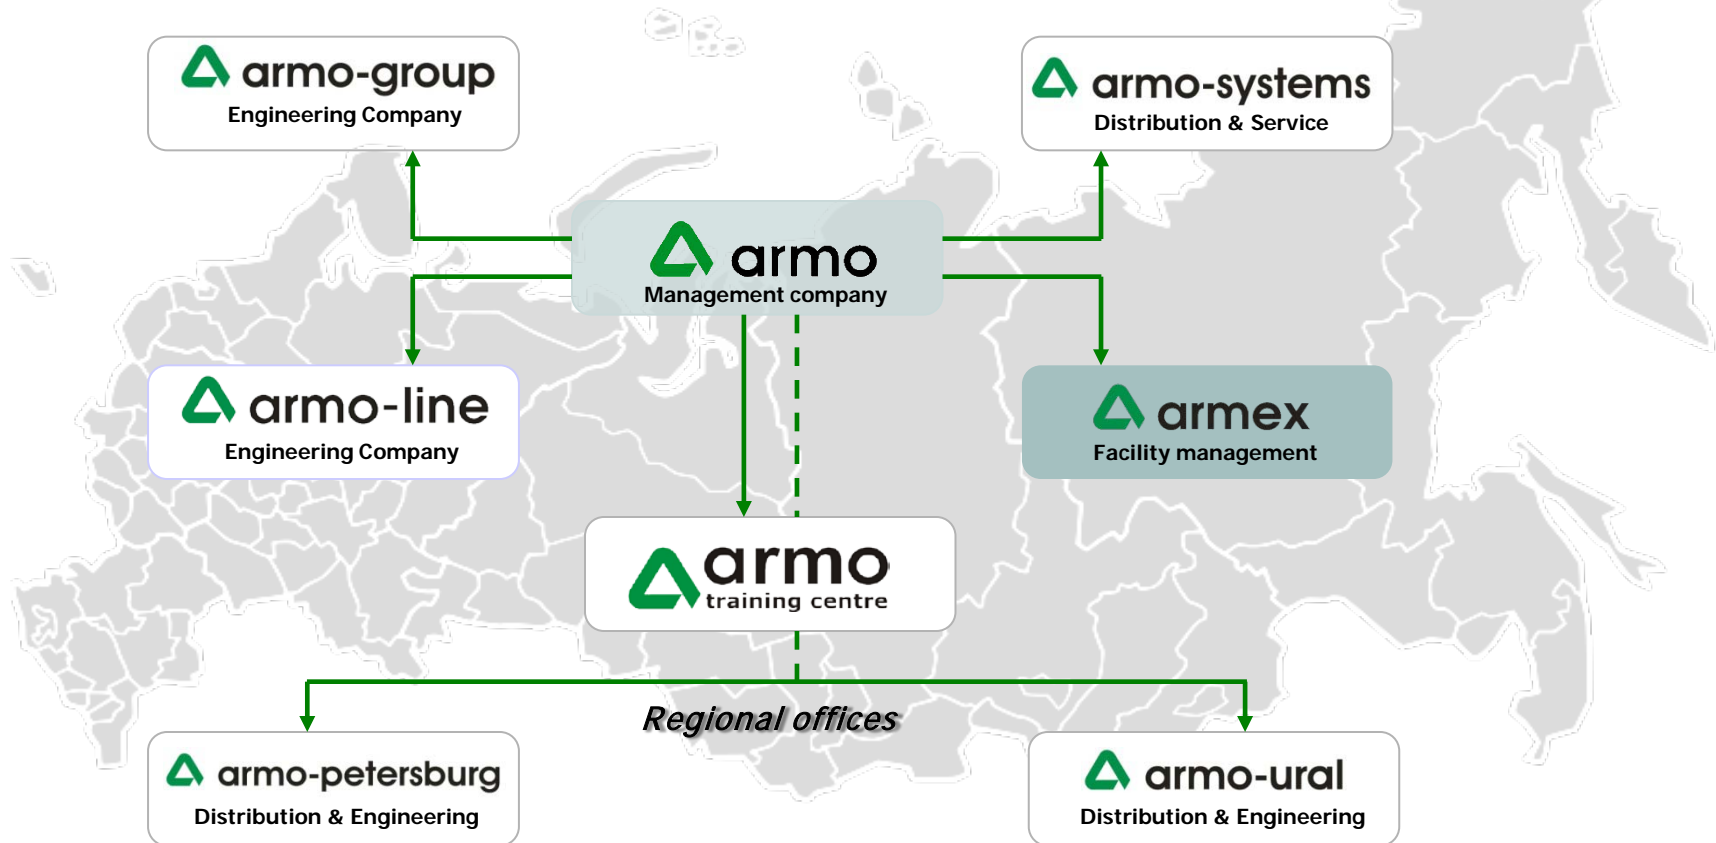 armo-group
Engineering Company
armo-systems
Distribution & Service
armo
Management company
armo-line
Engineering Company
armex
Facility management
armo
training centre
Regional offices
armo-petersburg
Distribution & Engineering
armo-ural
Distribution & Engineering